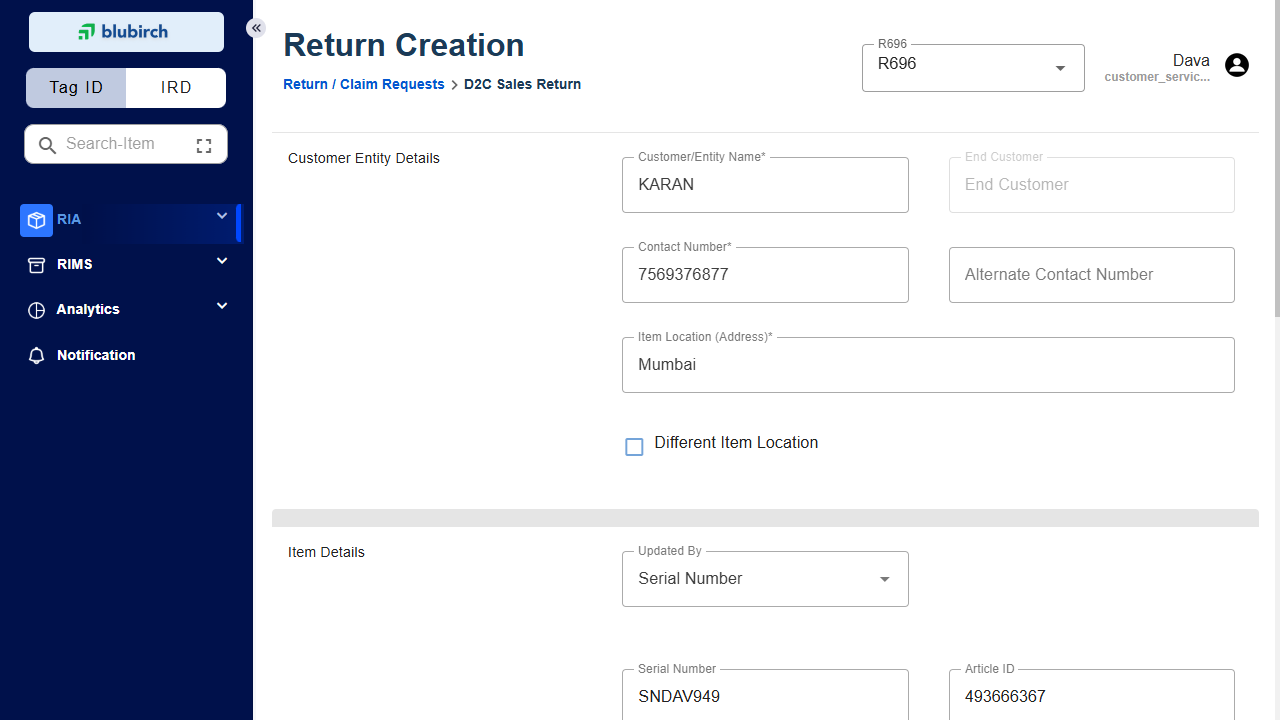 blubirch
Tag ID
IRD
Search-Item
RIA
RIMS
Analytics
Notification
Return Creation
Return / Claim Requests > D2C Sales Return
R696
R696
Dava
customer_servic...
Customer Entity Details
Customer/Entity Name*
KARAN
End Customer
End Customer
Contact Number*
7569376877
Alternate Contact Number
Item Location (Address)*
Mumbai
Different Item Location
Item Details
Updated By
Serial Number
Serial Number
SNDAV949
Article ID
493666367